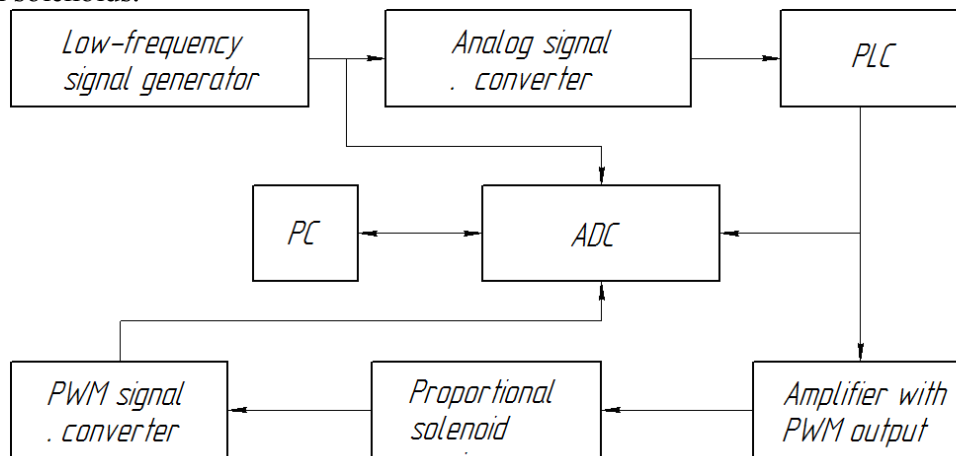 solenoids.
Low-frequency
signal generator
Analog signal
. converter
PLC
PC
ADC
PWM signal
. converter
Proportional
solenoid
Amplifier with
PWM output